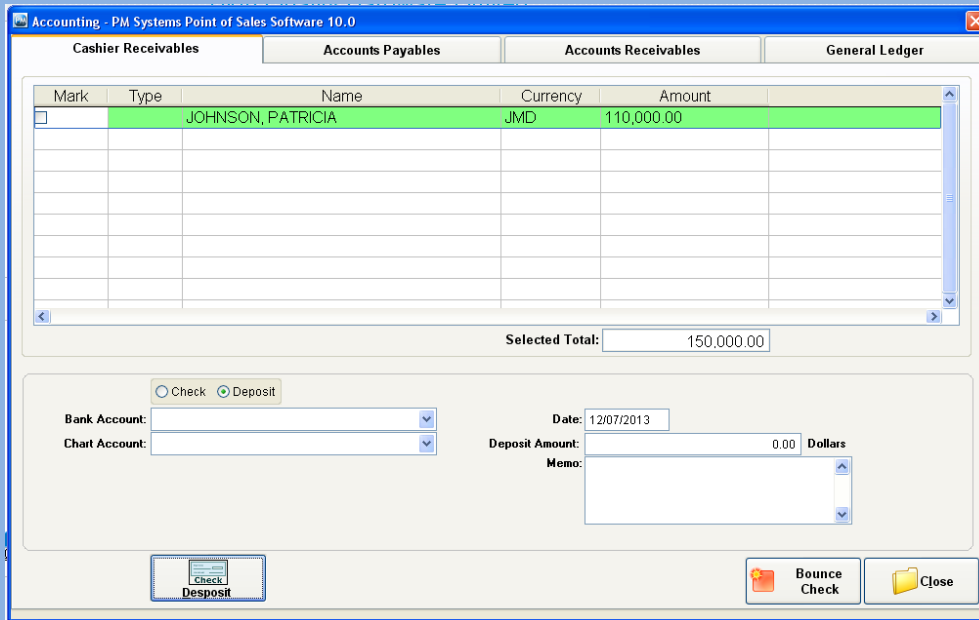 Accounting - PM Systems Point of Sales Software 10.0
Cashier Receivables Accounts Payables Accounts Receivables General Ledger
Mark Type Name Currency Amount
JOHNSON, PATRICIA JMD 110,000.00
Selected Total: 150,000.00
Check Deposit
Bank Account: Date: 12/07/2013
Chart Account: Deposit Amount: 0.00 Dollars
Memo:
Check
Desposit
Bounce
Check
Close